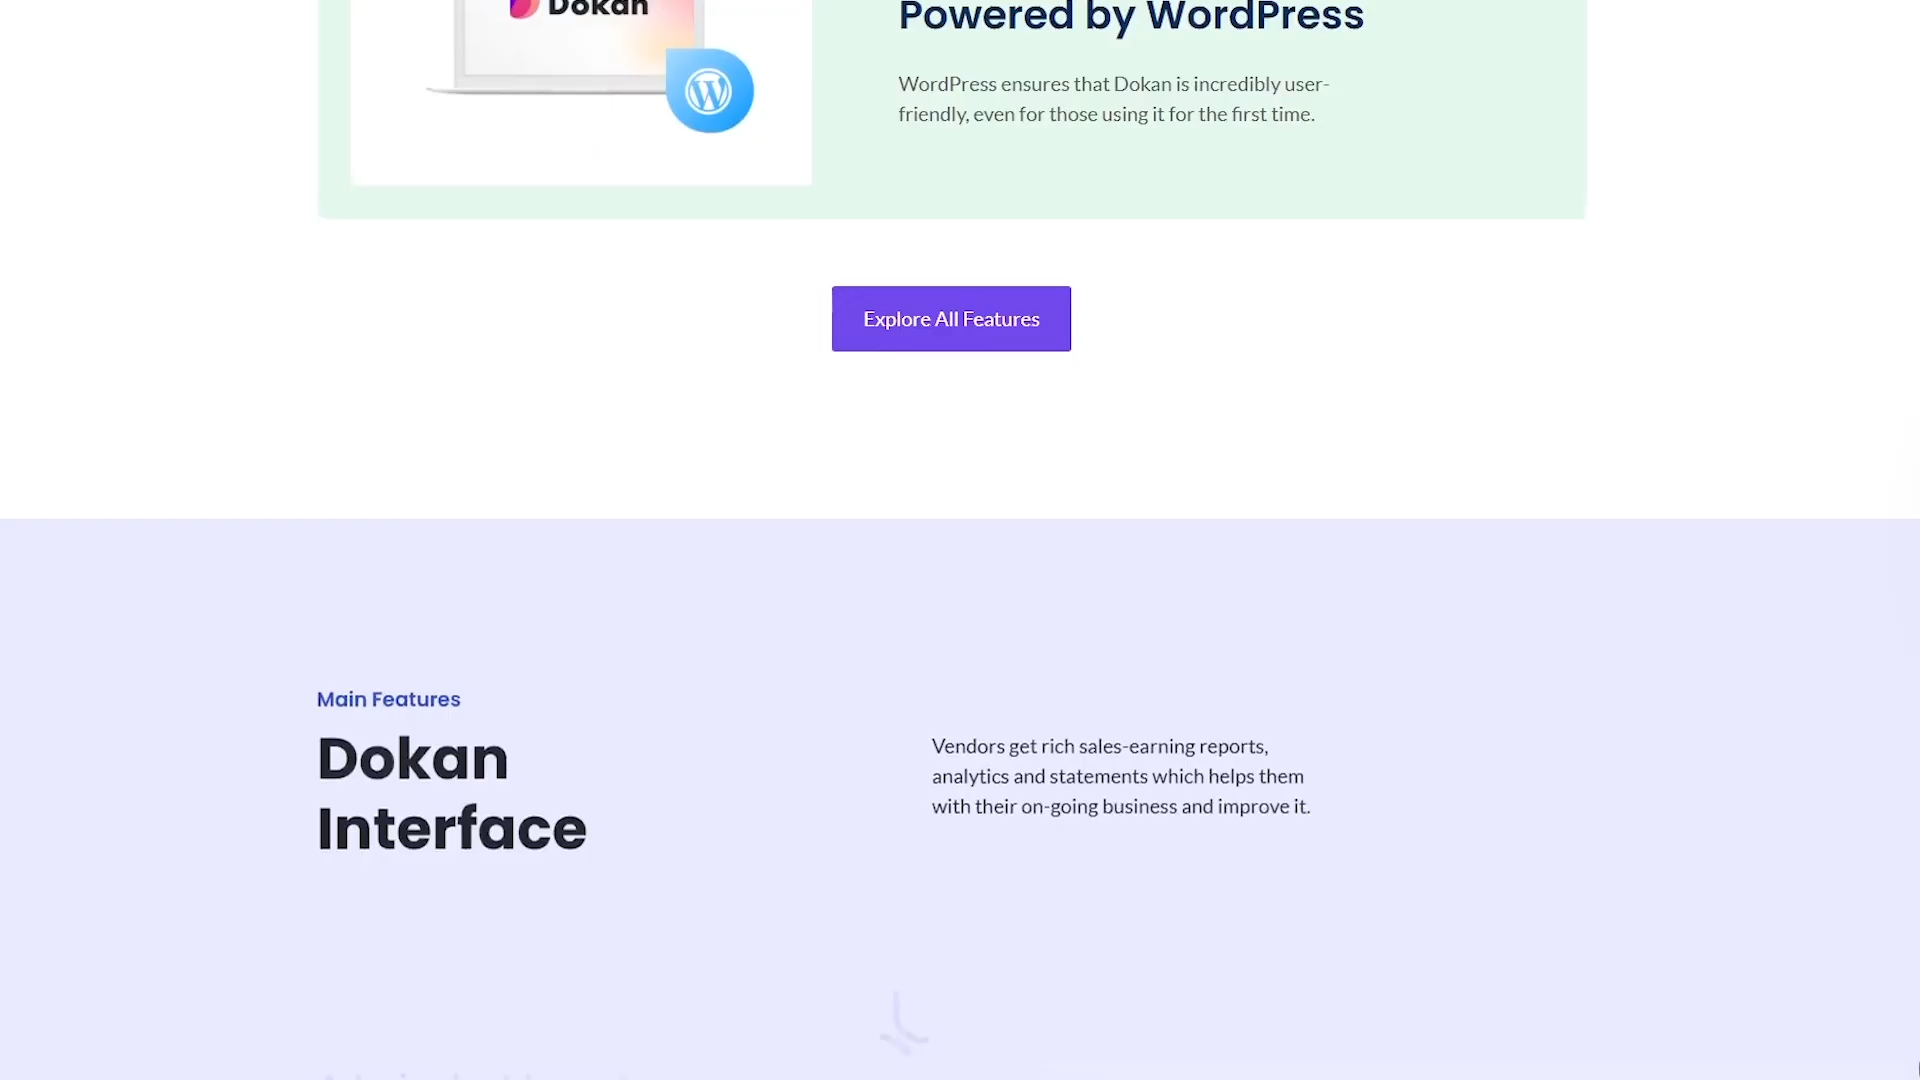 Dokan
Powered by WordPress
WordPress ensures that Dokan is incredibly user-
friendly, even for those using it for the first time.
Explore All Features
Main Features
Dokan
Interface
Vendors get rich sales-earning reports,
analytics and statements which helps them
with their on-going business and improve it.